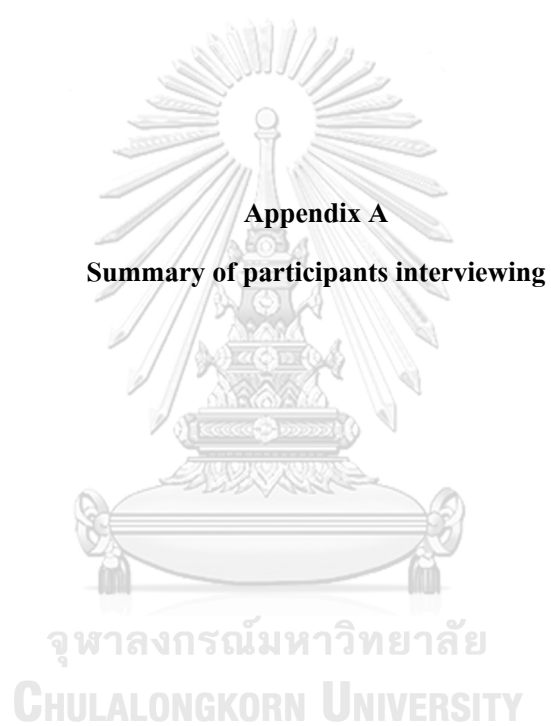 Appendix A
Summary of participants interviewing
จุฬาลงกรณ์มหาวิทยาลัย
CHULALONGKORN UNIVERSITY